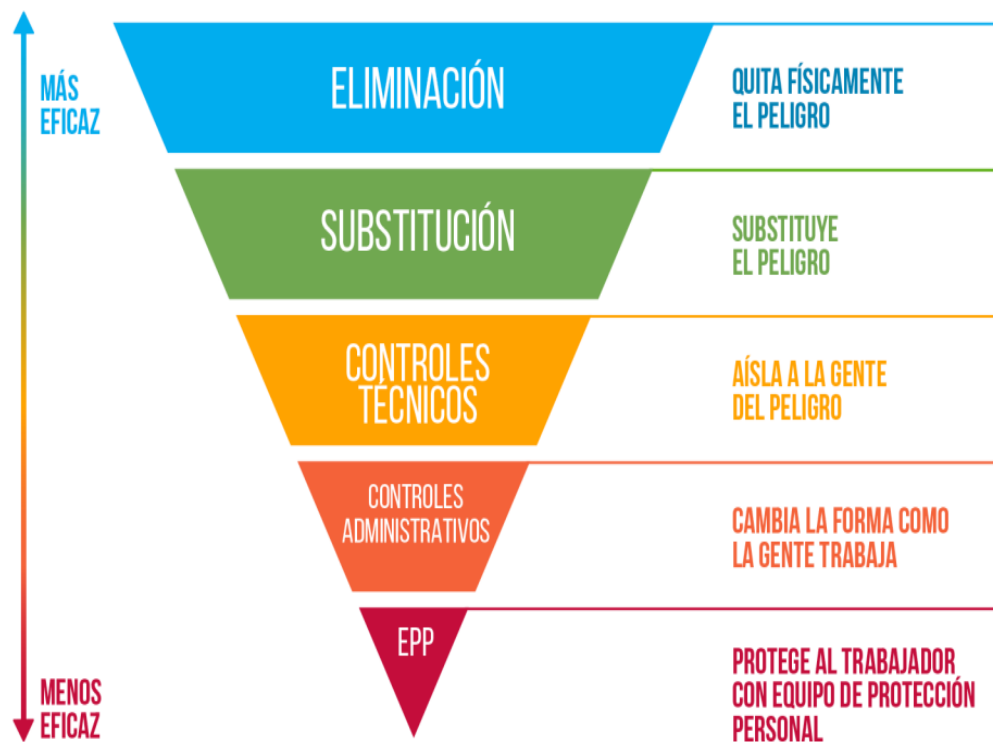 MÁS
EFICAZ
ELIMINACIÓN
QUITA FÍSICAMENTE
EL PELIGRO
SUBSTITUCIÓN
SUBSTITUYE
EL PELIGRO
CONTROLES
TÉCNICOS
AÍSLA A LA GENTE
DEL PELIGRO
CONTROLES
ADMINISTRATIVOS
CAMBIA LA FORMA COMO
LA GENTE TRABAJA
EPP
PROTEGE AL TRABAJADOR
CON EQUIPO DE PROTECCIÓN
PERSONAL
MENOS
EFICAZ